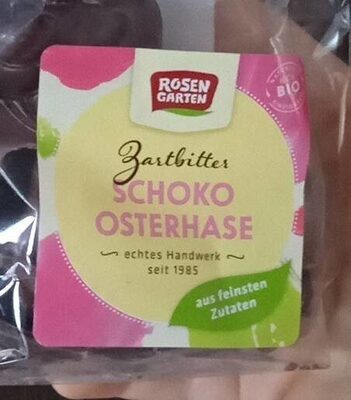 ROSEN
GARTEN
BIO
Zartbitter
SCHOKO
OSTERHASE
echtes Handwerk
seit 1985
aus feinsten
Zutaten